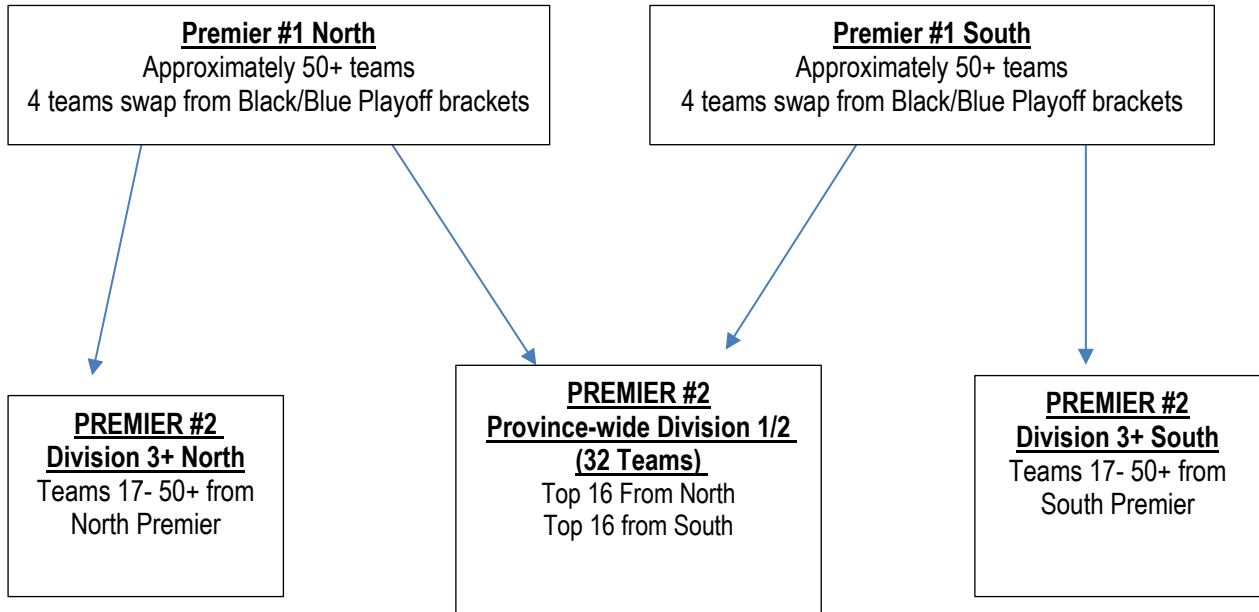 Premier #1 North
Approximately 50+ teams
4 teams swap from Black/Blue Playoff brackets
Premier #1 South
Approximately 50+ teams
4 teams swap from Black/Blue Playoff brackets
PREMIER #2
Division 3+ North
Teams 17- 50+ from
North Premier
PREMIER #2
Province-wide Division 1/2
(32 Teams)
Top 16 From North
Top 16 from South
PREMIER #2
Division 3+ South
Teams 17- 50+ from
South Premier